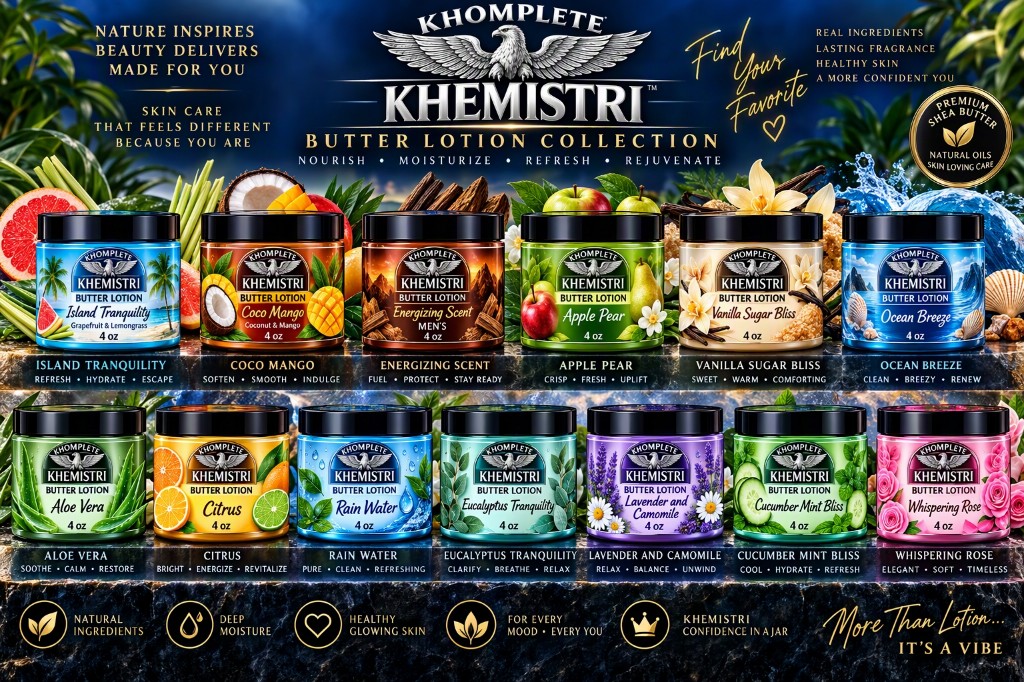 NATURE INSPIRES
BEAUTY DELIVERS
MADE FOR YOU
SKIN CARE
THAT FEELS DIFFERENT
BECAUSE YOU ARE
KHOMPLETE
KHEMISTRI™
BUTTER LOTION COLLECTION
NOURISH • MOISTURIZE • REFRESH • REJUVENATE
Find
Your
Favorite
REAL INGREDIENTS
LASTING FRAGRANCE
HEALTHY SKIN
A MORE CONFIDENT YOU
PREMIUM
SHEA BUTTER
NATURAL OILS
SKIN LOVING CARE
KHOMPLETE
KHEMISTRI
BUTTER LOTION
Island Tranquility
Grapefruit & Lemongrass
4 oz
KHOMPLETE
KHEMISTRI
BUTTER LOTION
Coco Mango
Coconut & Mango
4 oz
KHOMPLETE
KHEMISTRI
BUTTER LOTION
Energizing Scent
MEN'S
4 oz
KHOMPLETE
KHEMISTRI
BUTTER LOTION
Apple Pear
4 oz
KHOMPLETE
KHEMISTRI
BUTTER LOTION
Vanilla Sugar Bliss
4 oz
KHOMPLETE
KHEMISTRI
BUTTER LOTION
Ocean Breeze
4 oz
ISLAND TRANQUILITY
REFRESH • HYDRATE • ESCAPE
COCO MANGO
SOFTEN • SMOOTH • INDULGE
ENERGIZING SCENT
FUEL • PROTECT • STAY READY
APPLE PEAR
CRISP • FRESH • UPLIFT
VANILLA SUGAR BLISS
SWEET • WARM • COMFORTING
OCEAN BREEZE
CLEAN • BREEZY • RENEW
KHOMPLETE
KHEMISTRI
BUTTER LOTION
Aloe Vera
4 oz
KHOMPLETE
KHEMISTRI
BUTTER LOTION
Citrus
4 oz
KHOMPLETE
KHEMISTRI
BUTTER LOTION
Rain Water
4 oz
KHOMPLETE
KHEMISTRI
BUTTER LOTION
Eucalyptus Tranquility
4 oz
KHOMPLETE
KHEMISTRI
BUTTER LOTION
Lavender and
Camomile
4 oz
KHOMPLETE
KHEMISTRI
BUTTER LOTION
Cucumber Mint Bliss
4 oz
KHOMPLETE
KHEMISTRI
BUTTER LOTION
Whispering Rose
4 oz
ALOE VERA
SOOTHE • CALM • RESTORE
CITRUS
BRIGHT • ENERGIZE • REVITALIZE
RAIN WATER
PURE • CLEAN • REFRESHING
EUCALYPTUS TRANQUILITY
CLARIFY • BREATHE • RELAX
LAVENDER AND CAMOMILE
RELAX • BALANCE • UNWIND
CUCUMBER MINT BLISS
COOL • HYDRATE • REFRESH
WHISPERING ROSE
ELEGANT • SOFT • TIMELESS
NATURAL
INGREDIENTS
DEEP
MOISTURE
HEALTHY
GLOWING SKIN
FOR EVERY
MOOD • EVERY YOU
KHEMISTRI
CONFIDENCE IN A JAR
More Than Lotion...
IT'S A VIBE